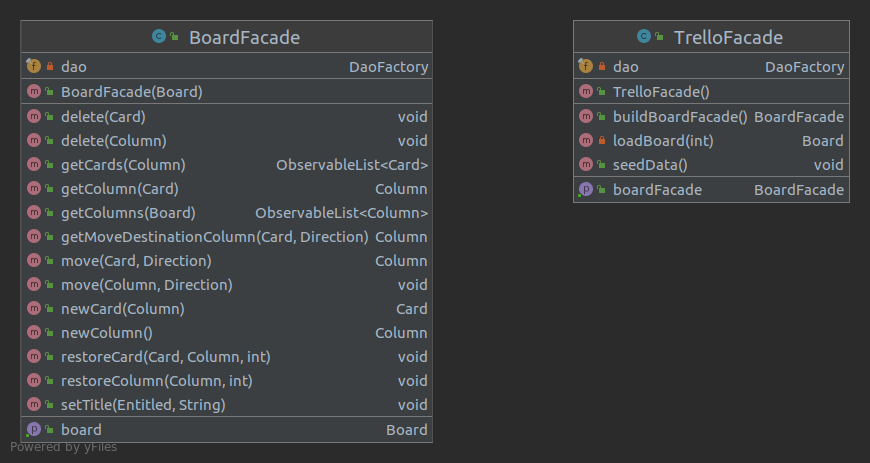 BoardFacade
dao DaoFactory
BoardFacade(Board)
delete(Card) void
delete(Column) void
getCards(Column) ObservableList<Card>
getColumn(Card) Column
getColumns(Board) ObservableList<Column>
getMoveDestinationColumn(Card, Direction) Column
move(Card, Direction) Column
move(Column, Direction) void
newCard(Column) Card
newColumn() Column
restoreCard(Card, Column, int) void
restoreColumn(Column, int) void
setTitle(Entitled, String) void
board Board
Powered by yFiles
TrelloFacade
dao DaoFactory
TrelloFacade()
buildBoardFacade() BoardFacade
loadBoard(int) Board
seedData() void
boardFacade BoardFacade